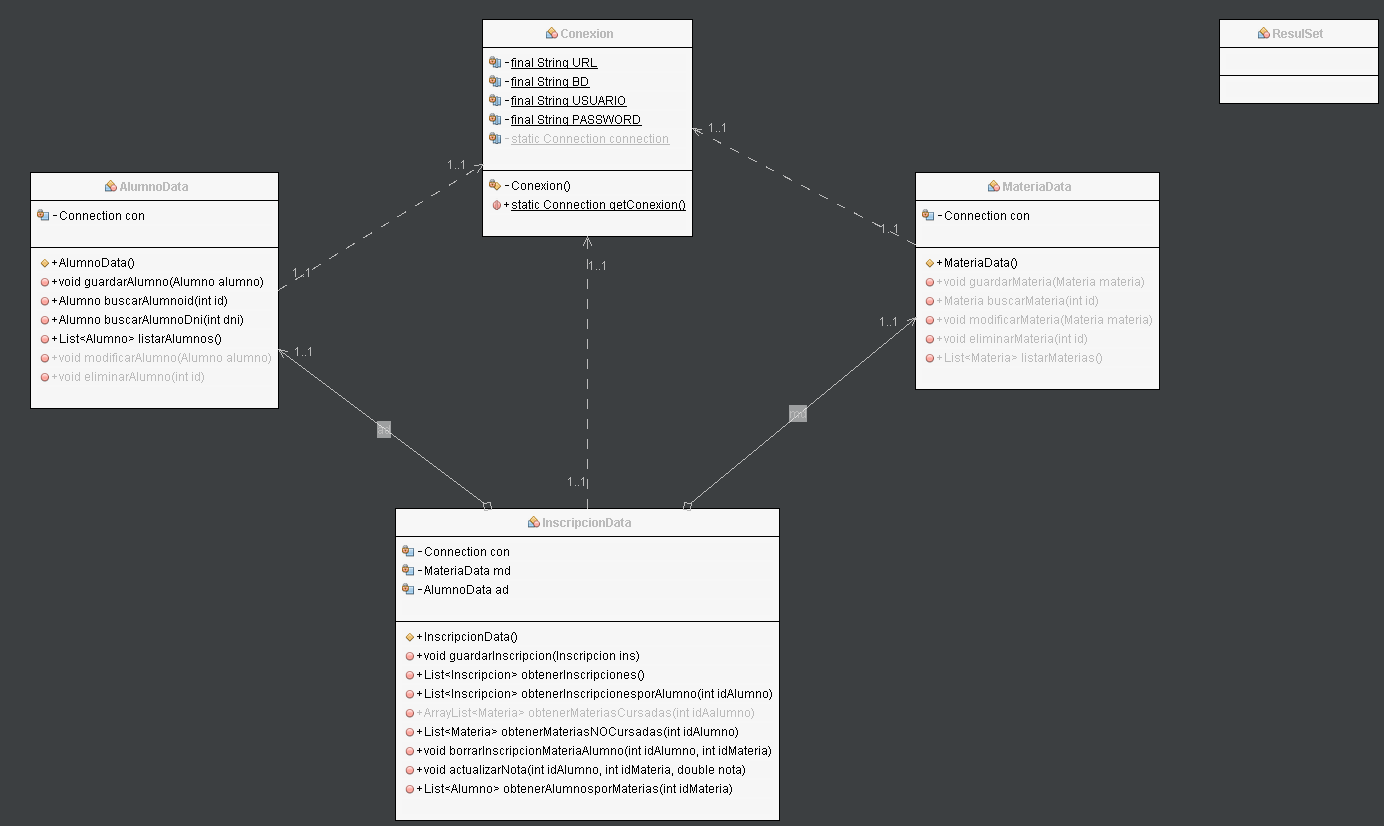 Conexion
-final String URL
-final String BD
-final String USUARIO
-final String PASSWORD
-static Connection connection
-Conexion()
+static Connection getConexion()
ResulSet
AlumnoData
-Connection con
+AlumnoData()
+void guardarAlumno(Alumno alumno)
+Alumno buscarAlumnoid(int id)
+Alumno buscarAlumnoDni(int dni)
+List<Alumno> listarAlumnos()
+void modificarAlumno(Alumno alumno)
+void eliminarAlumno(int id)
MateriaData
-Connection con
+MateriaData()
+void guardarMateria(Materia materia)
+Materia buscarMateria(int id)
+void modificarMateria(Materia materia)
+void eliminarMateria(int id)
+List<Materia> listarMaterias()
1..1
1..1
1..1
1..1
1..1
1..1
1..1
1..1
InscripcionData
-Connection con
-MateriaData md
-AlumnoData ad
+InscripcionData()
+void guardarInscripcion(Inscripcion ins)
+List<Inscripcion> obtenerInscripciones()
+List<Inscripcion> obtenerInscripcionesporAlumno(int idAlumno)
+ArrayList<Materia> obtenerMateriasCursadas(int idAalumno)
+List<Materia> obtenerMateriasNOCursadas(int idAlumno)
+void borrarInscripcionMateriaAlumno(int idAlumno, int idMateria)
+void actualizarNota(int idAlumno, int idMateria, double nota)
+List<Alumno> obtenerAlumnosporMaterias(int idMateria)